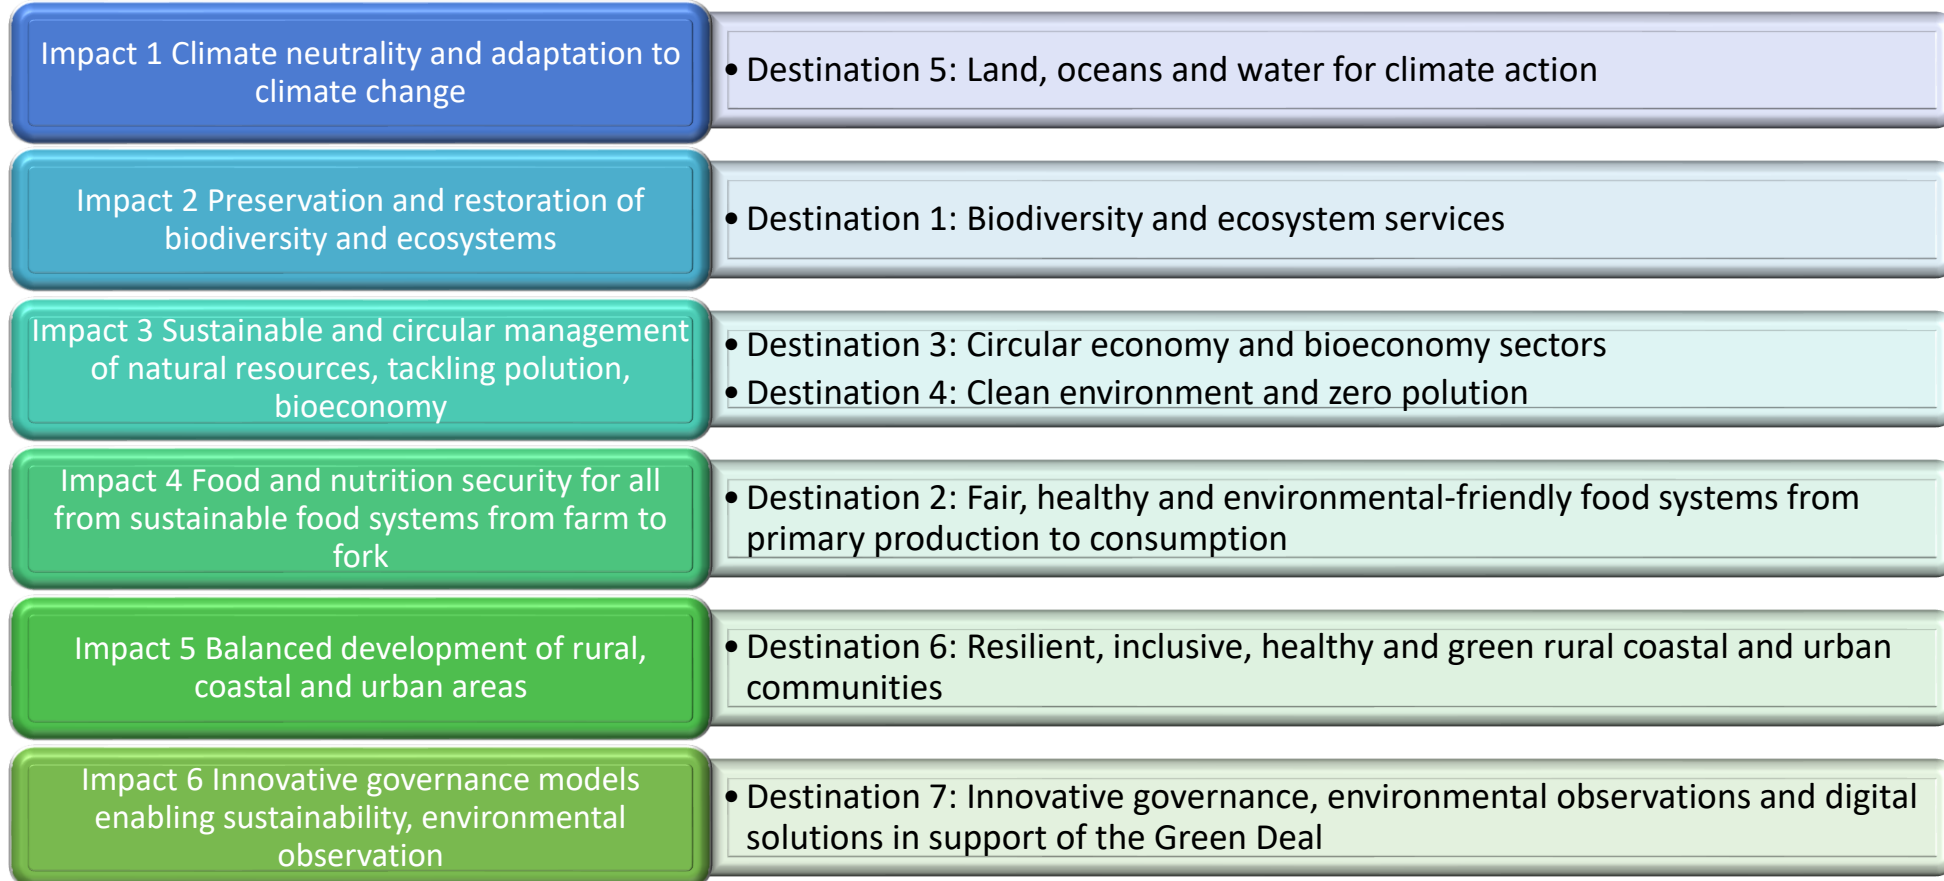 Impact 1 Climate neutrality and adaptation to
climate change
• Destination 5: Land, oceans and water for climate action
Impact 2 Preservation and restoration of
biodiversity and ecosystems
• Destination 1: Biodiversity and ecosystem services
Impact 3 Sustainable and circular management
of natural resources, tackling polution,
bioeconomy
• Destination 3: Circular economy and bioeconomy sectors
• Destination 4: Clean environment and zero polution
Impact 4 Food and nutrition security for all
from sustainable food systems from farm to
fork
• Destination 2: Fair, healthy and environmental-friendly food systems from
primary production to consumption
Impact 5 Balanced development of rural,
coastal and urban areas
• Destination 6: Resilient, inclusive, healthy and green rural coastal and urban
communities
Impact 6 Innovative governance models
enabling sustainability, environmental
observation
• Destination 7: Innovative governance, environmental observations and digital
solutions in support of the Green Deal